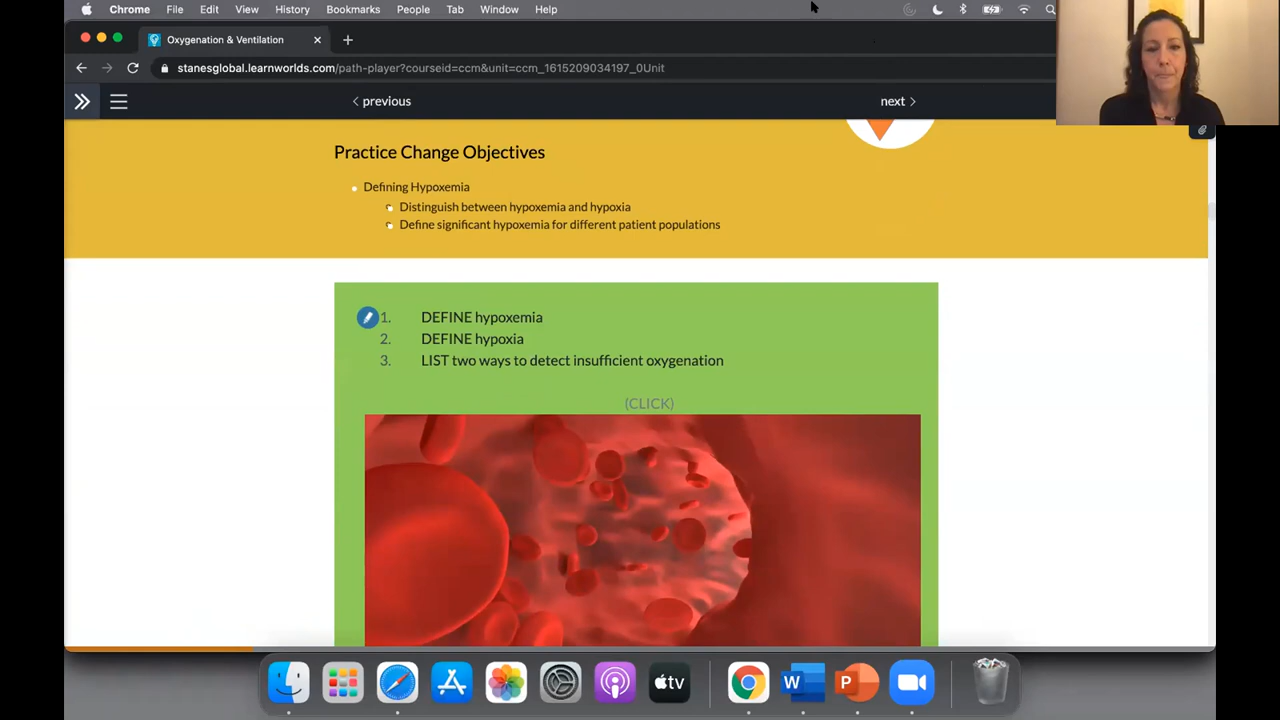 Chrome File Edit View History Bookmarks People Tab Window Help
Oxygenation & Ventilation
stanesglobal.learnworlds.com/path-player?courseid=ccm&unit=ccm_1615209034197_0Unit
previous next
Practice Change Objectives
Defining Hypoxemia
Distinguish between hypoxemia and hypoxia
Define significant hypoxemia for different patient populations
1. DEFINE hypoxemia
2. DEFINE hypoxia
3. LIST two ways to detect insufficient oxygenation
(CLICK)
tv W P